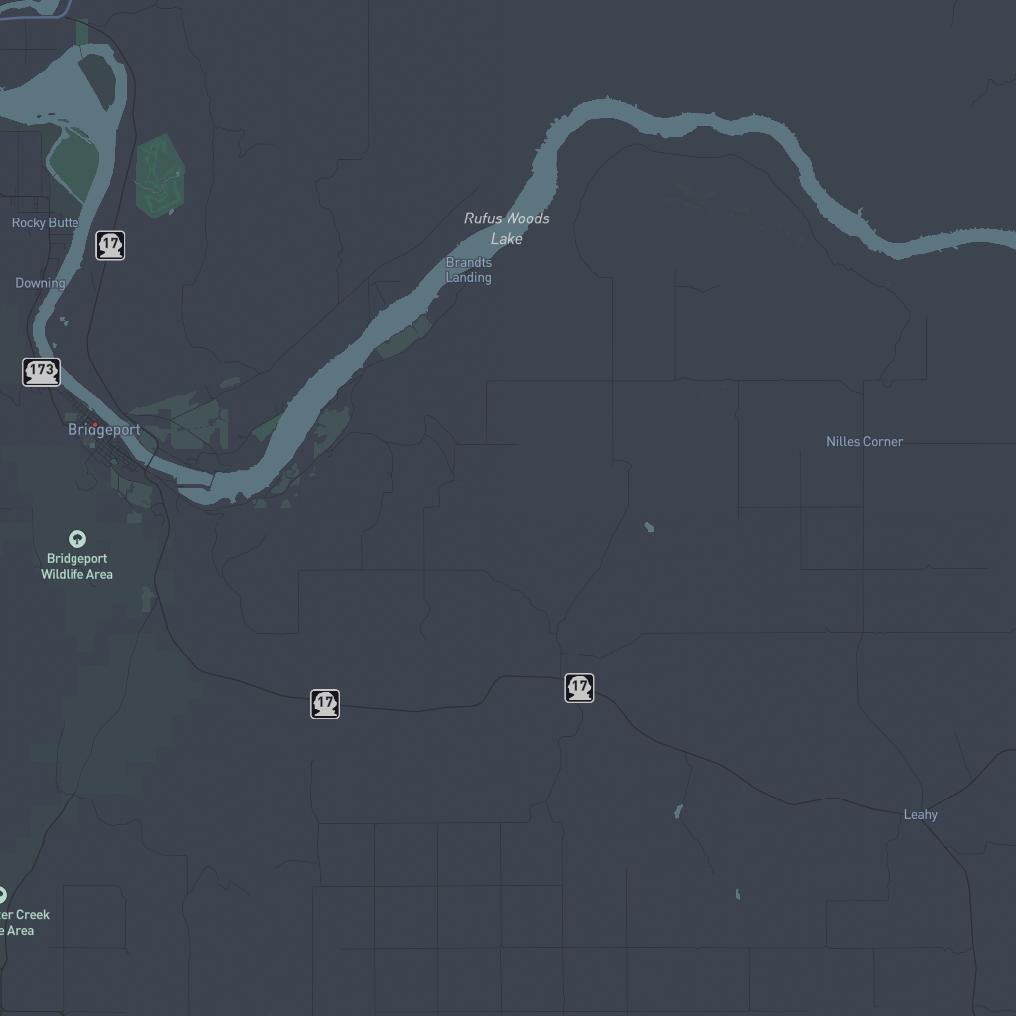 Rufus Woods
Lake
Rocky Butte
17
Brandts
Landing
Downing
173
Bridgeport
Nilles Corner
Bridgeport
Wildlife Area
17
17
Leahy
ter Creek
e Area